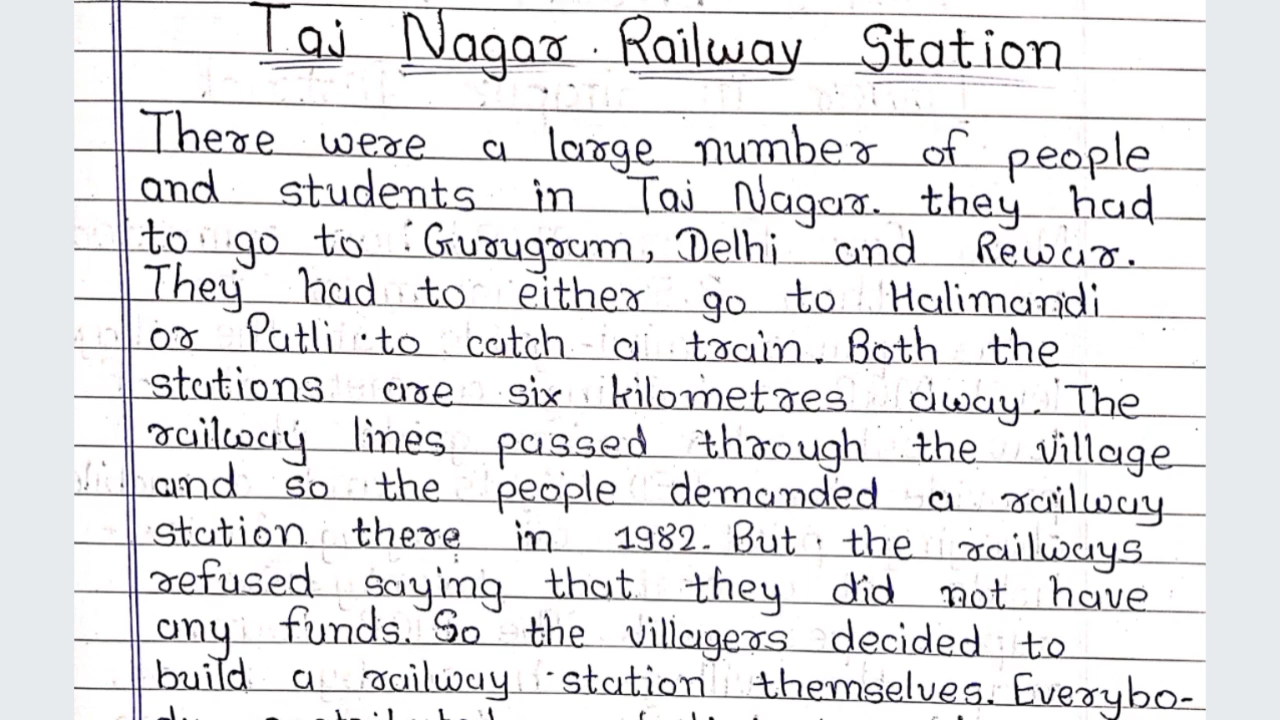 Taj Nagar Railway Station
There were a large number of people
and students in Taj Nagar. they had
to go to Gurugram, Delhi and Rewar.
They had to either go to Halimandi
or Patli to catch a train. Both the
stations are six kilometres away. The
railway lines passed through the village
and so the people demanded a railway
station there in 1982. But the railways
refused saying that they did not have
any funds. So the villagers decided to
build a railway station themselves. Everybo-